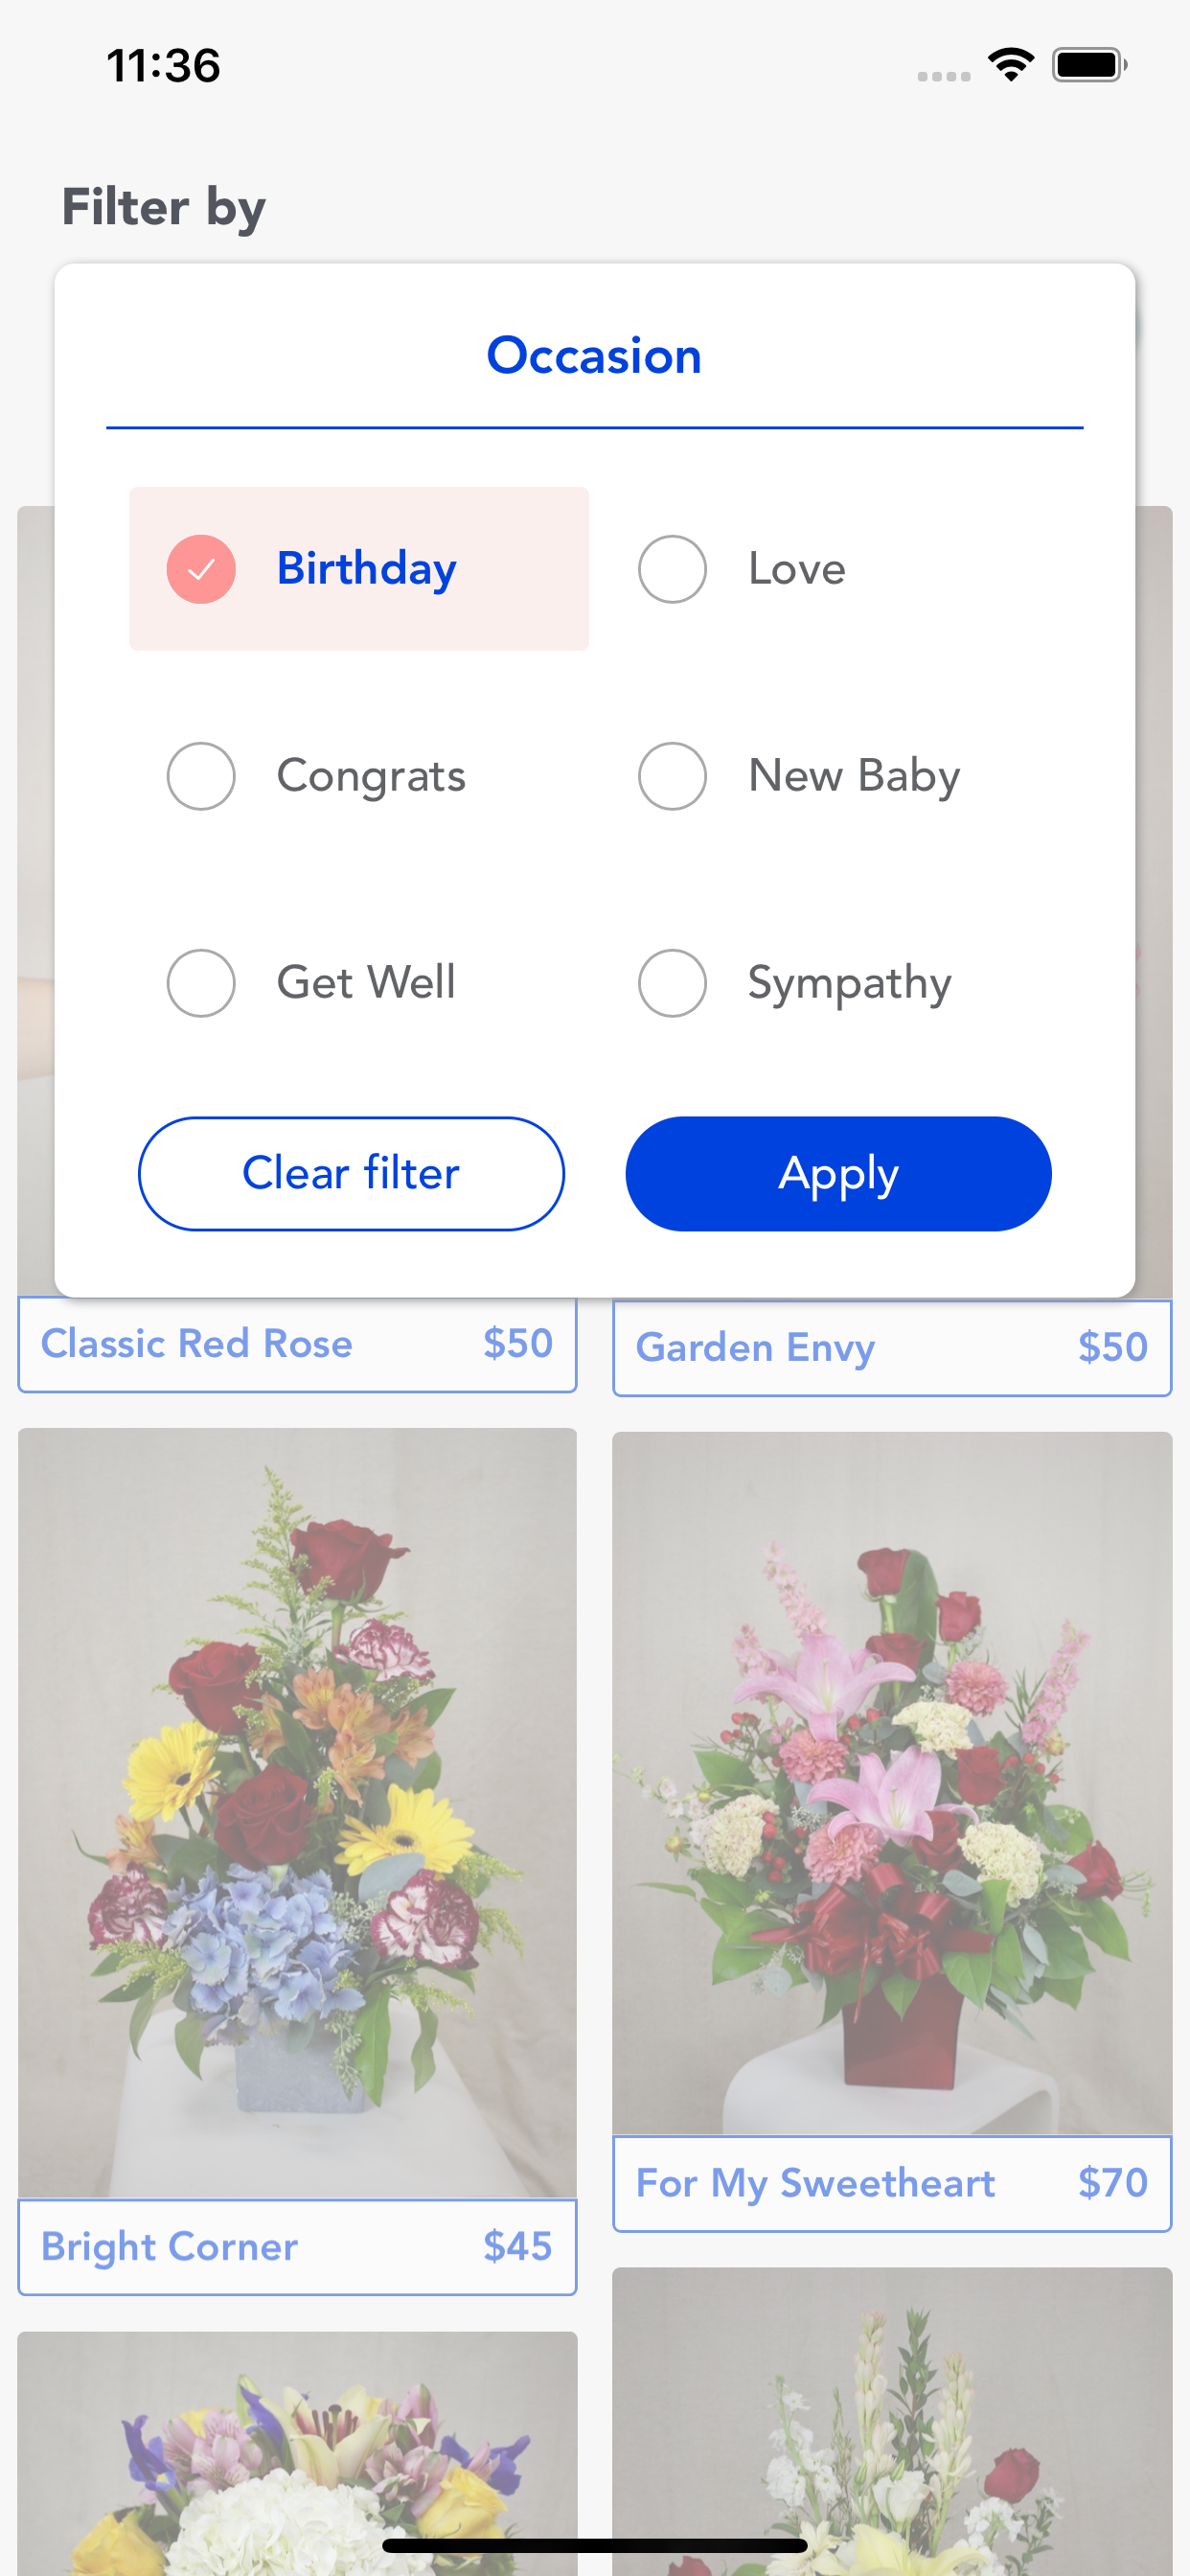 11:36
Filter by
Occasion
Birthday
Love
Congrats
New Baby
Get Well
Sympathy
Clear filter
Apply
Classic Red Rose $50
Garden Envy $50
For My Sweetheart $70
Bright Corner $45